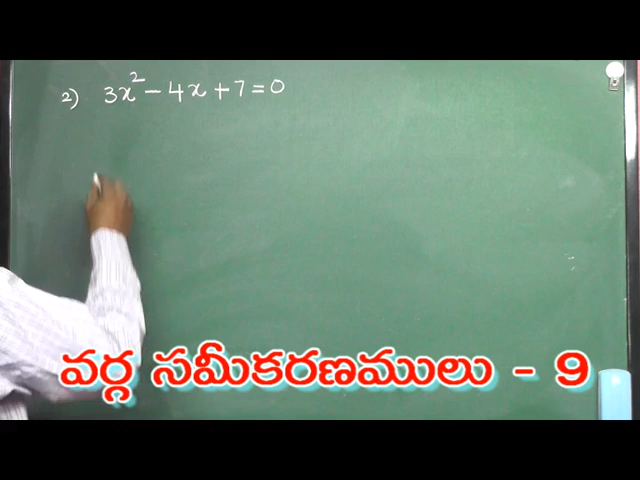 2) 3x² - 4x + 7 = 0
వర్గ సమీకరణములు - 9